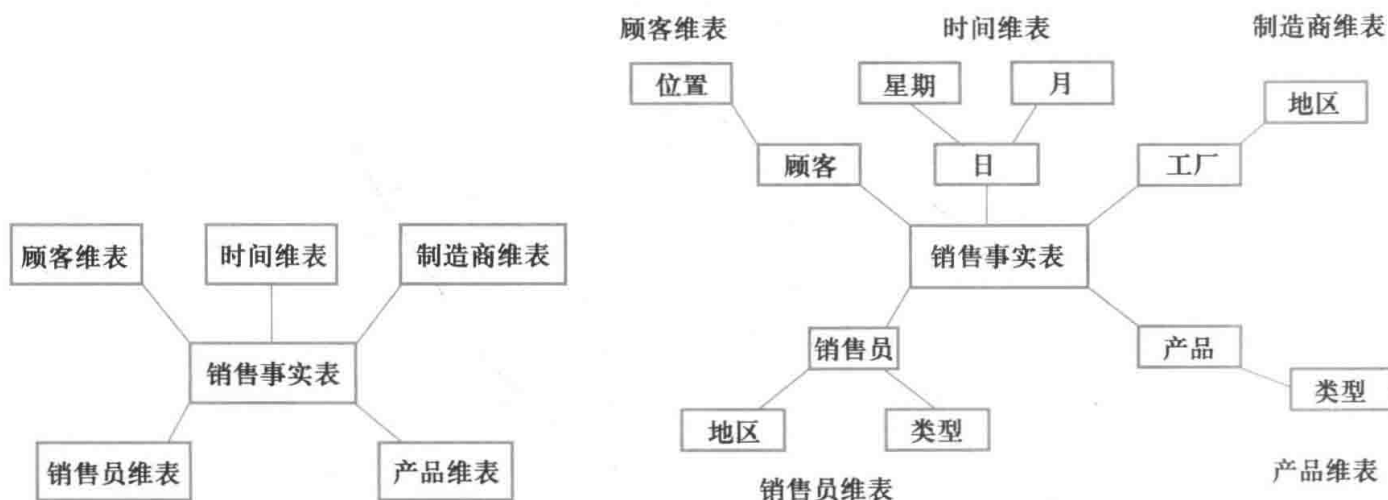 顾客维表 时间维表 制造商维表
位置 星期 月 地区
顾客 日 工厂
销售事实表
销售员 产品
地区 类型 类型
销售员维表 产品维表
顾客维表 时间维表 制造商维表
销售事实表
销售员维表 产品维表